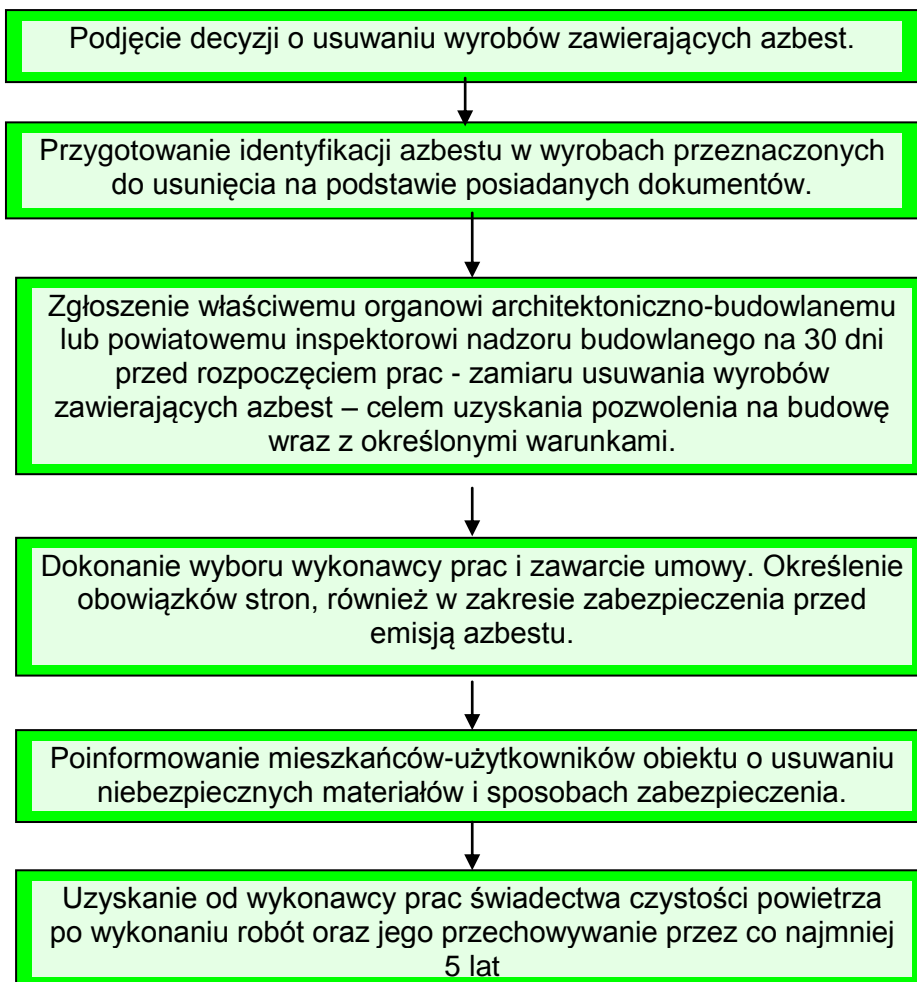 Podjęcie decyzji o usuwaniu wyrobów zawierających azbest.
Przygotowanie identyfikacji azbestu w wyrobach przeznaczonych
do usunięcia na podstawie posiadanych dokumentów.
Zgłoszenie właściwemu organowi architektoniczno-budowlanemu
lub powiatowemu inspektorowi nadzoru budowlanego na 30 dni
przed rozpoczęciem prac - zamiaru usuwania wyrobów
zawierających azbest – celem uzyskania pozwolenia na budowę
wraz z określonymi warunkami.
Dokonanie wyboru wykonawcy prac i zawarcie umowy. Określenie
obowiązków stron, również w zakresie zabezpieczenia przed
emisją azbestu.
Poinformowanie mieszkańców-użytkowników obiektu o usuwaniu
niebezpiecznych materiałów i sposobach zabezpieczenia.
Uzyskanie od wykonawcy prac świadectwa czystości powietrza
po wykonaniu robót oraz jego przechowywanie przez co najmniej
5 lat